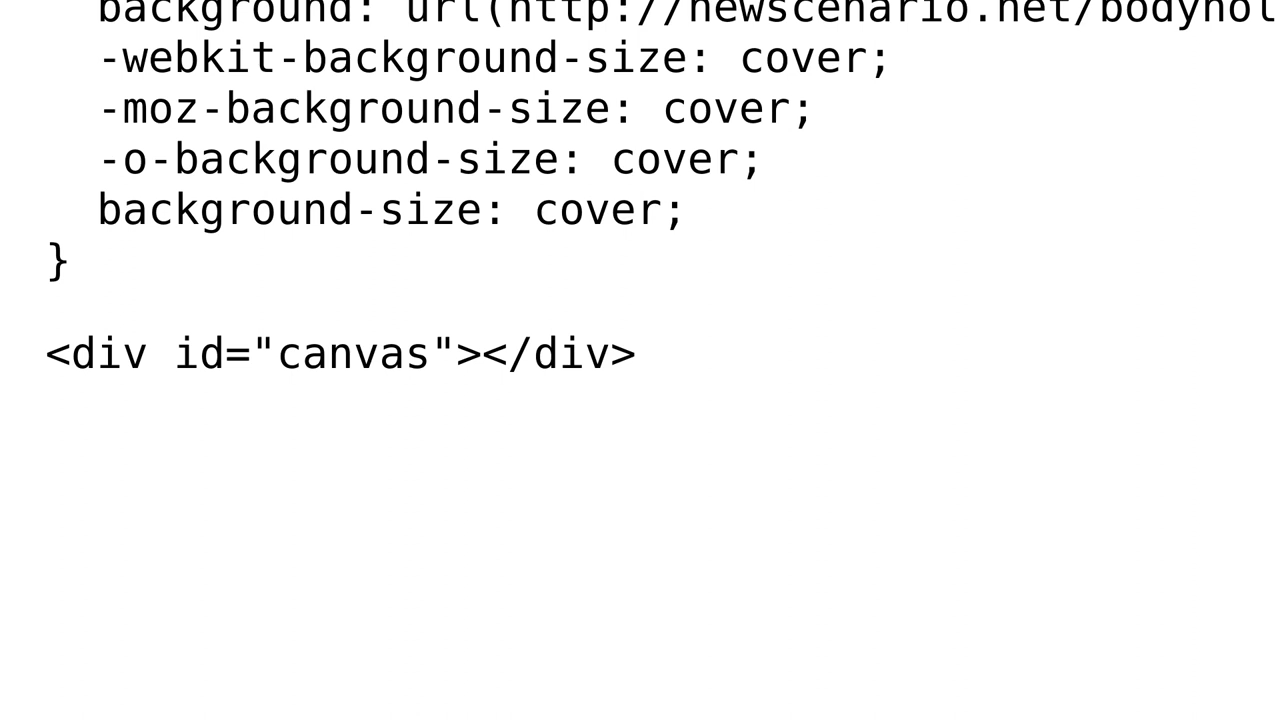 background: url(http://newscenario.net/bodyhol
-webkit-background-size: cover;
-moz-background-size: cover;
-o-background-size: cover;
background-size: cover;
}
<div id="canvas"></div>